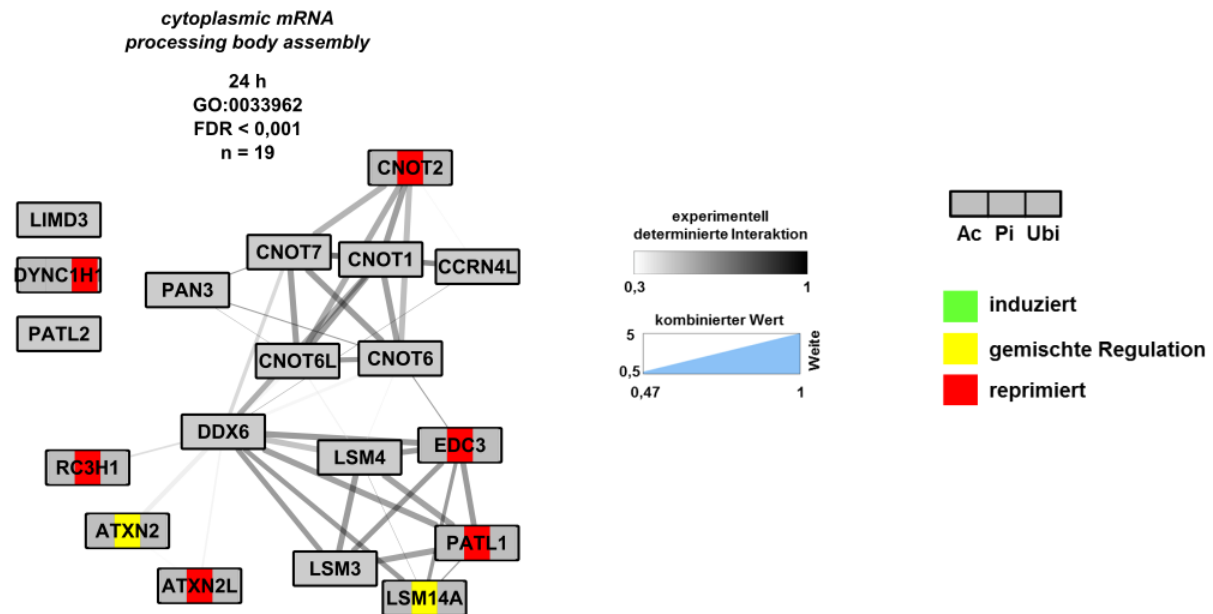 cytoplasmic mRNA
processing body assembly
24 h
GO:0033962
FDR < 0,001
n = 19
CNOT2
LIMD3
CNOT7
CNOT1
CCRN4L
DYNC1H1
PAN3
PATL2
CNOT6L
CNOT6
DDX6
EDC3
LSM4
RC3H1
ATXN2
PATL1
LSM3
ATXN2L
LSM14A
experimentell
determinierte Interaktion
0,3 1
kombinierter Wert
5
0,5
Weite
0,47 1
Ac Pi Ubi
induziert
gemischte Regulation
reprimiert